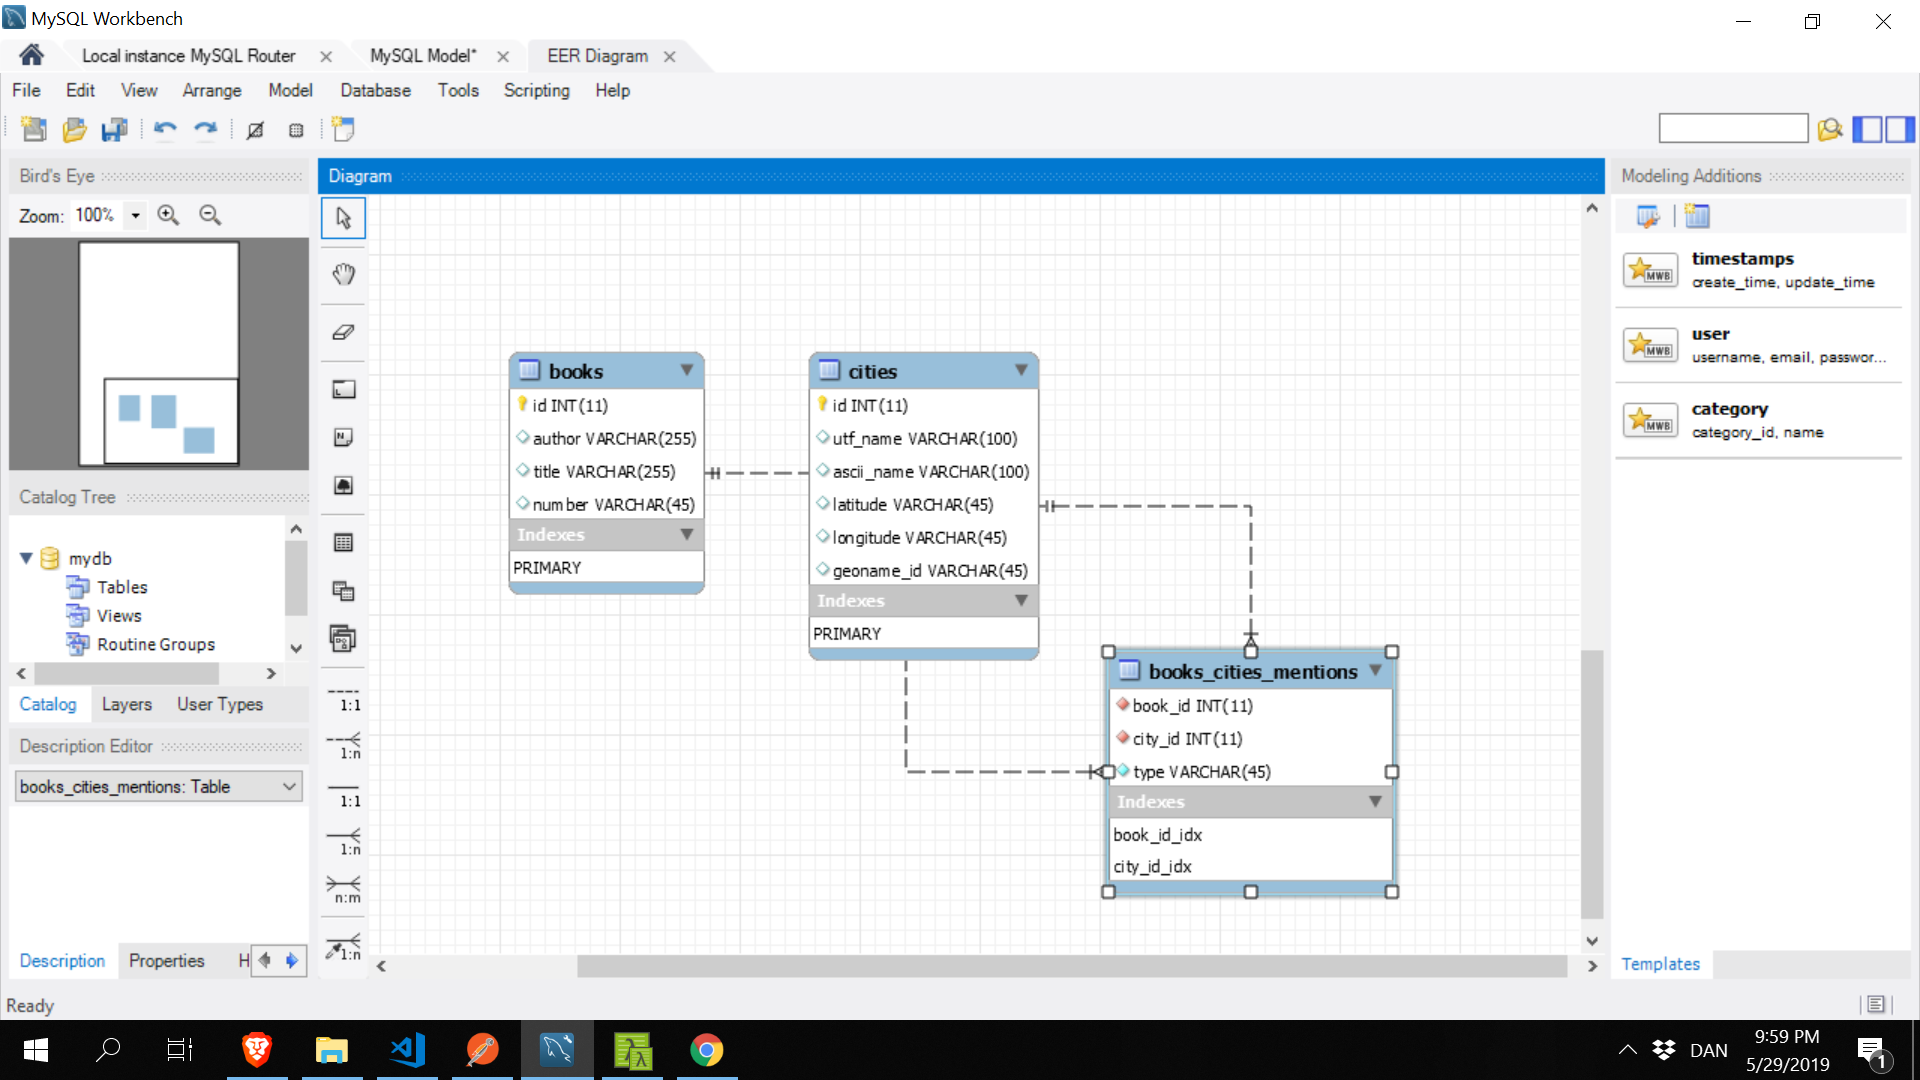 MySQL Workbench
Local instance MySQL Router
MySQL Model*
EER Diagram
File Edit View Arrange Model Database Tools Scripting Help
Bird's Eye
Zoom: 100%
Catalog Tree
mydb
Tables
Views
Routine Groups
Catalog Layers User Types
Description Editor
books_cities_mentions: Table
Description Properties H
Ready
Diagram
1:1
1:n
1:1
1:n
n:m
1:n
books
id INT(11)
author VARCHAR(255)
title VARCHAR(255)
number VARCHAR(45)
Indexes
PRIMARY
cities
id INT(11)
utf_name VARCHAR(100)
ascii_name VARCHAR(100)
latitude VARCHAR(45)
longitude VARCHAR(45)
geoname_id VARCHAR(45)
Indexes
PRIMARY
books_cities_mentions
book_id INT(11)
city_id INT(11)
type VARCHAR(45)
Indexes
book_id_idx
city_id_idx
Modeling Additions
MWB
timestamps
create_time, update_time
MWB
user
username, email, passwor...
MWB
category
category_id, name
Templates
DAN
9:59 PM
5/29/2019
1